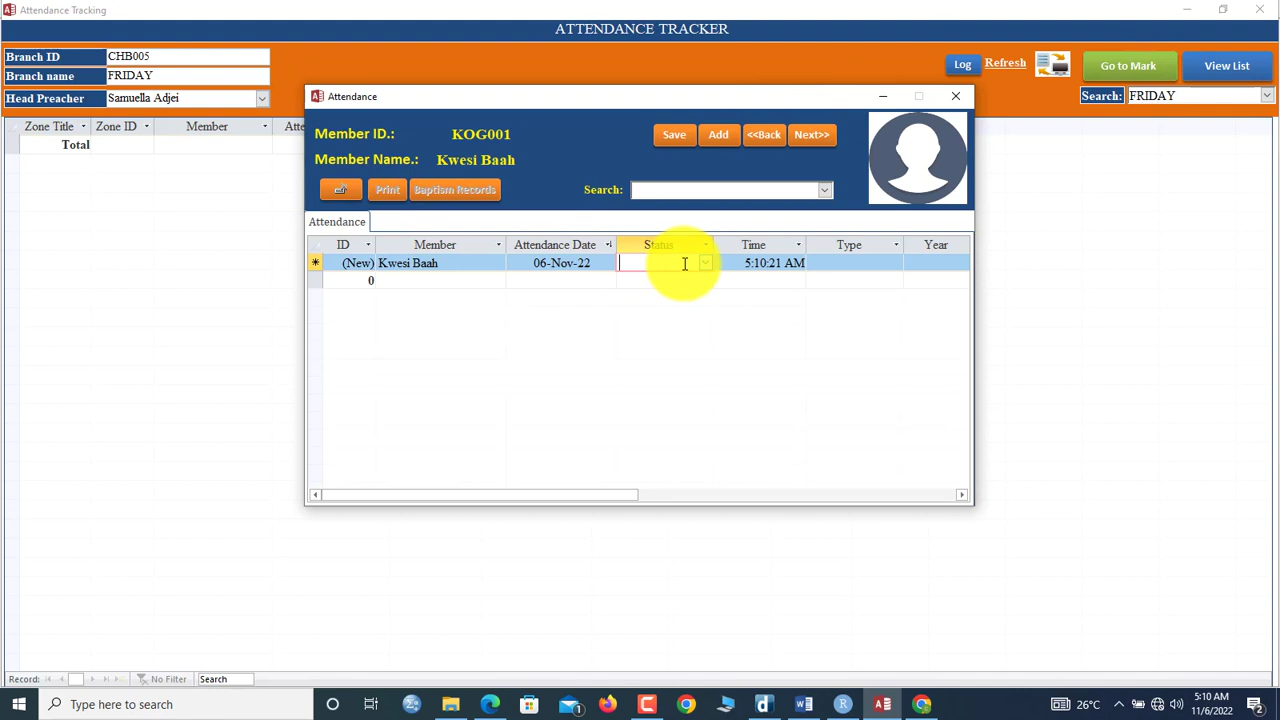 Attendance Tracking
ATTENDANCE TRACKER
Branch ID CHB005
Branch name FRIDAY
Head Preacher Samuella Adjei
Log Refresh Go to Mark View List
Search: FRIDAY
Zone Title Zone ID Member Atte
Total
Attendance
Member ID.: KOG001
Member Name.: Kwesi Baah
Save Add <<Back Next>>
Print Baptism Records Search:
Attendance
ID Member Attendance Date Status Time Type Year
(New) Kwesi Baah 06-Nov-22 5:10:21 AM
0
Record: No Filter Search
Type here to search
26°C
5:10 AM
11/6/2022